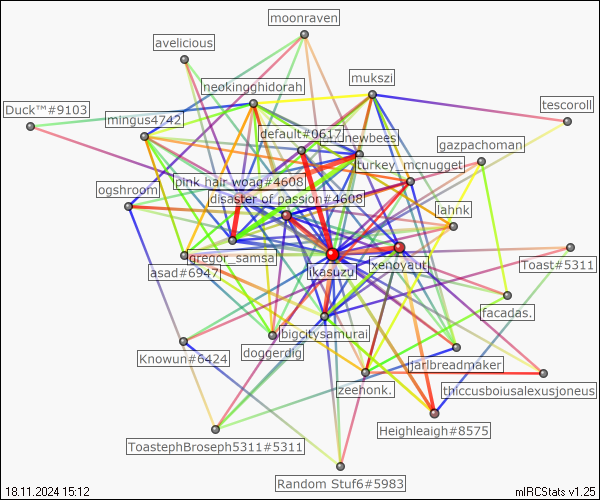 moonraven
avelicious
neokingghidorah
mukszi
Duck™#9103
tescoroll
mingus4742
default#0617
newbees
gazpachoman
turkey_mcnugget
pink hair woag#4608
ogshroom
disaster of passion#4608
lahnk
gregor_samsa
asad#6947
ikasuzu
xenoyaut
Toast#5311
facadas.
bigcitysamurai
doggerdig
Knowun#6424
jarlbreadmaker
zeehonk.
thiccusboiusalexusjoneus
Heighleaigh#8575
ToastephBroseph5311#5311
Random Stuf6#5983
18.11.2024 15:12
mIRCStats v1.25